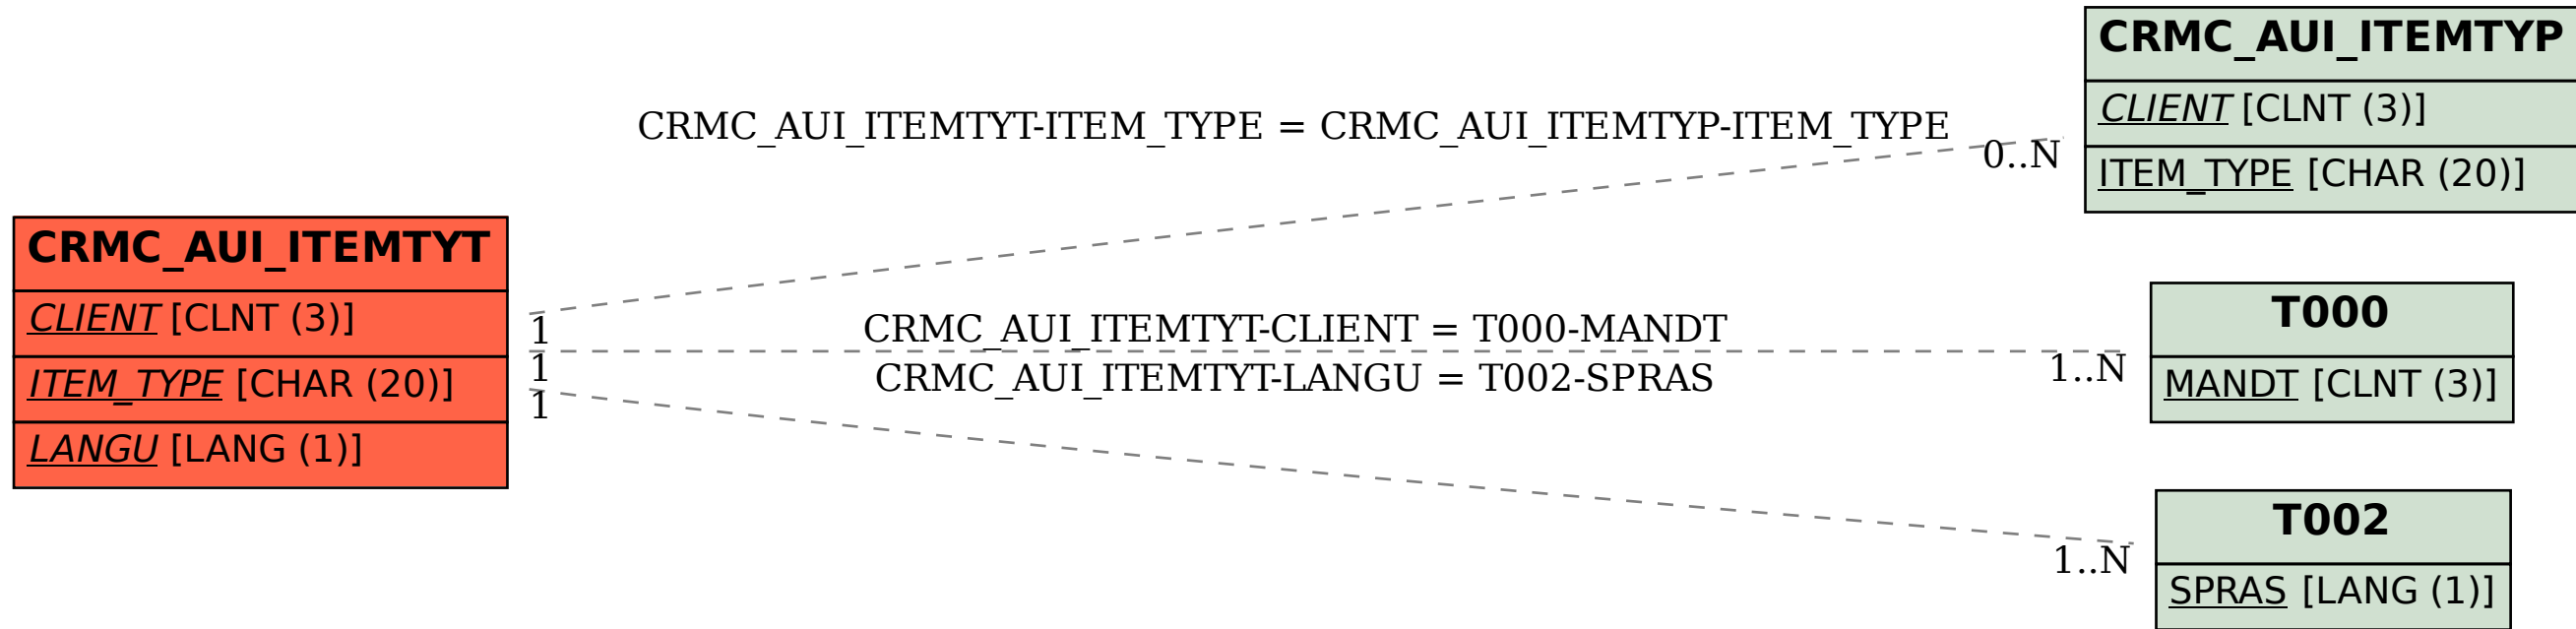 CRMC_AUI_ITEMTYP
CLIENT [CLNT (3)]
ITEM_TYPE [CHAR (20)]
CRMC_AUI_ITEMTYT-ITEM_TYPE = CRMC_AUI_ITEMTYP-ITEM_TYPE
0..N
CRMC_AUI_ITEMTYT
CLIENT [CLNT (3)]
ITEM_TYPE [CHAR (20)]
LANGU [LANG (1)]
1
1
1
CRMC_AUI_ITEMTYT-CLIENT = T000-MANDT
CRMC_AUI_ITEMTYT-LANGU = T002-SPRAS
1..N
T000
MANDT [CLNT (3)]
1..N
T002
SPRAS [LANG (1)]